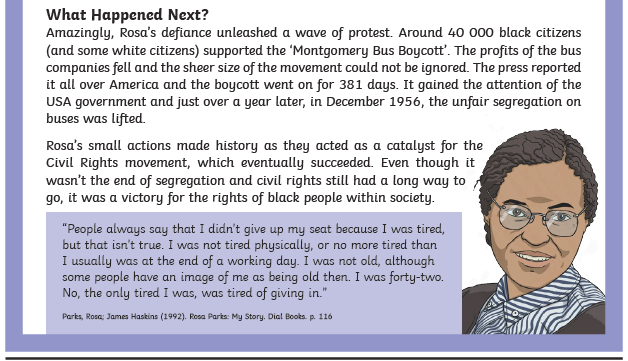 What Happened Next?
Amazingly, Rosa's defiance unleashed a wave of protest. Around 40 000 black citizens
(and some white citizens) supported the 'Montgomery Bus Boycott'. The profits of the bus
companies fell and the sheer size of the movement could not be ignored. The press reported
it all over America and the boycott went on for 381 days. It gained the attention of the
USA government and just over a year later, in December 1956, the unfair segregation on
buses was lifted.
Rosa's small actions made history as they acted as a catalyst for the
Civil Rights movement, which eventually succeeded. Even though it
wasn't the end of segregation and civil rights still had a long way to
go, it was a victory for the rights of black people within society.
"People always say that I didn't give up my seat because I was tired,
but that isn't true. I was not tired physically, or no more tired than
I usually was at the end of a working day. I was not old, although
some people have an image of me as being old then. I was forty-two.
No, the only tired I was, was tired of giving in."
Parks, Rosa; James Haskins (1992). Rosa Parks: My Story. Dial Books. p. 116